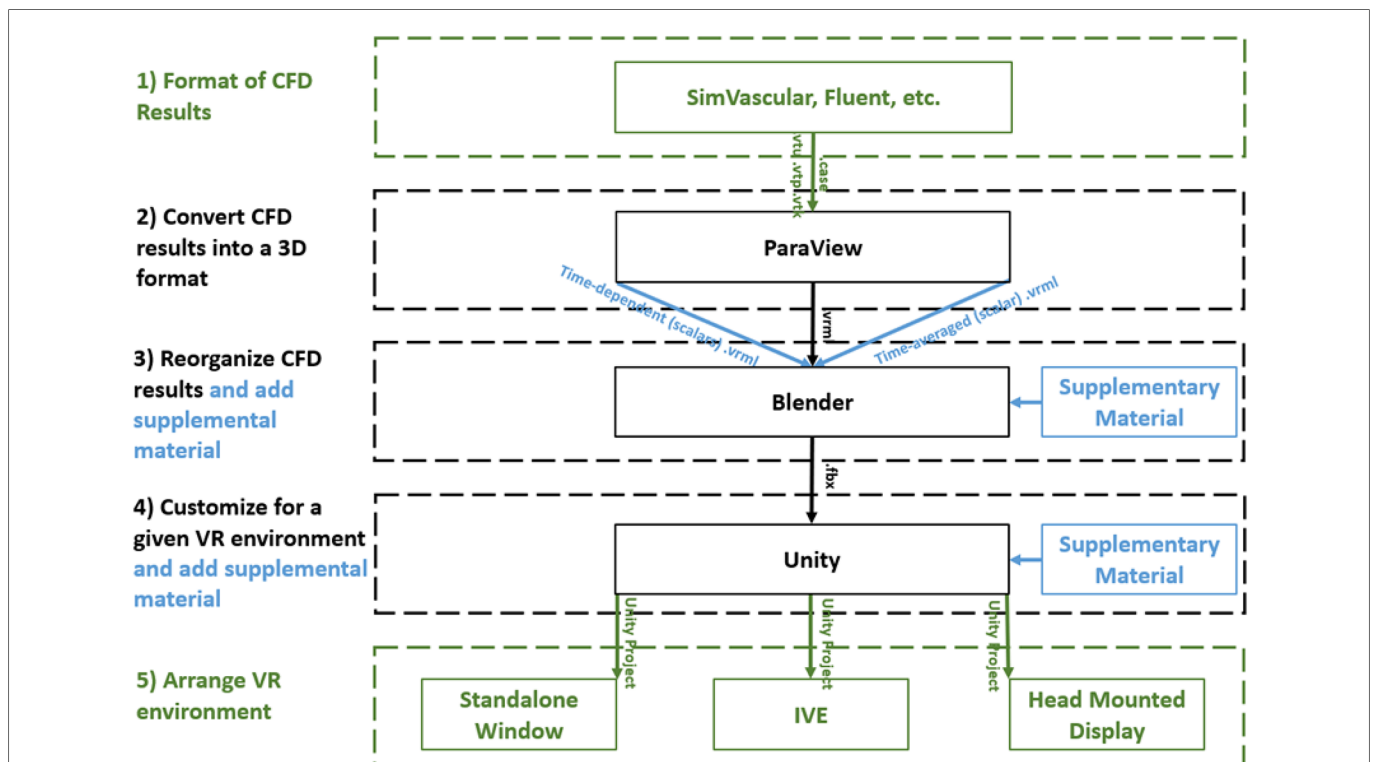 1) Format of CFD
Results
SimVascular, Fluent, etc.
vtu .vtp.vtk
.case
2) Convert CFD
results into a 3D
format
ParaView
Time-dependent (scalars) .vrml
.vrml
Time-averaged (scalar) .vrml
3) Reorganize CFD
results and add
supplemental
material
Blender
Supplementary
Material
.fbx
4) Customize for a
given VR environment
and add supplemental
material
Unity
Supplementary
Material
Unity Project
Unity Project
Unity Project
5) Arrange VR
environment
Standalone
Window
IVE
Head Mounted
Display